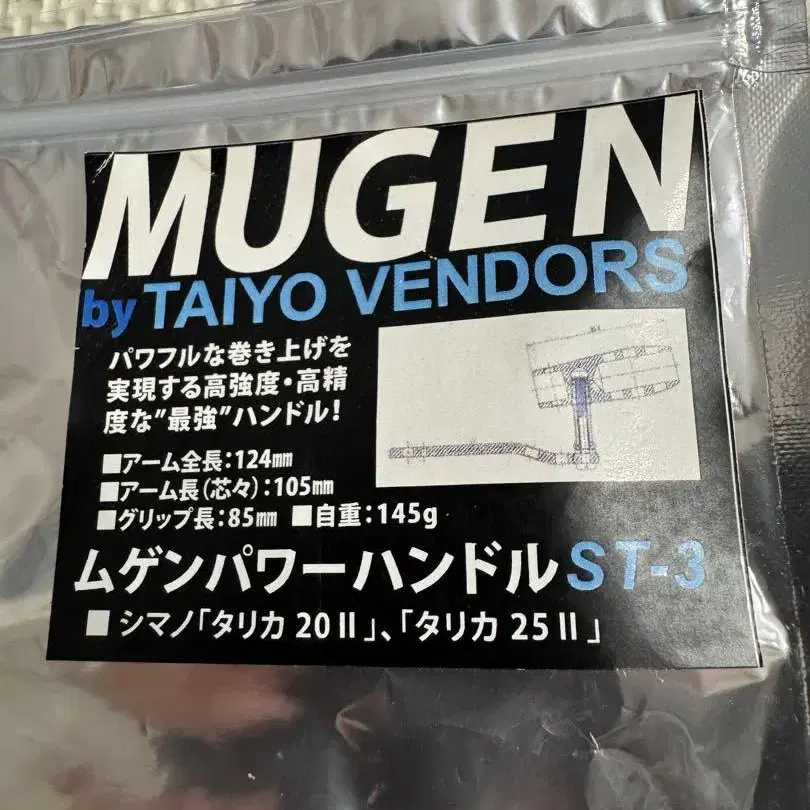 MUGEN
by TAIYO VENDORS
パワフルな巻き上げを
実現する高強度・高精
度な"最強"ハンドル!
■アーム全長:124㎜
■アーム長(芯々):105㎜
■グリップ長:85㎜ ■自重:145g
ムゲンパワーハンドルST-3
■シマノ「タリカ 20Ⅱ」、「タリカ 25Ⅱ」